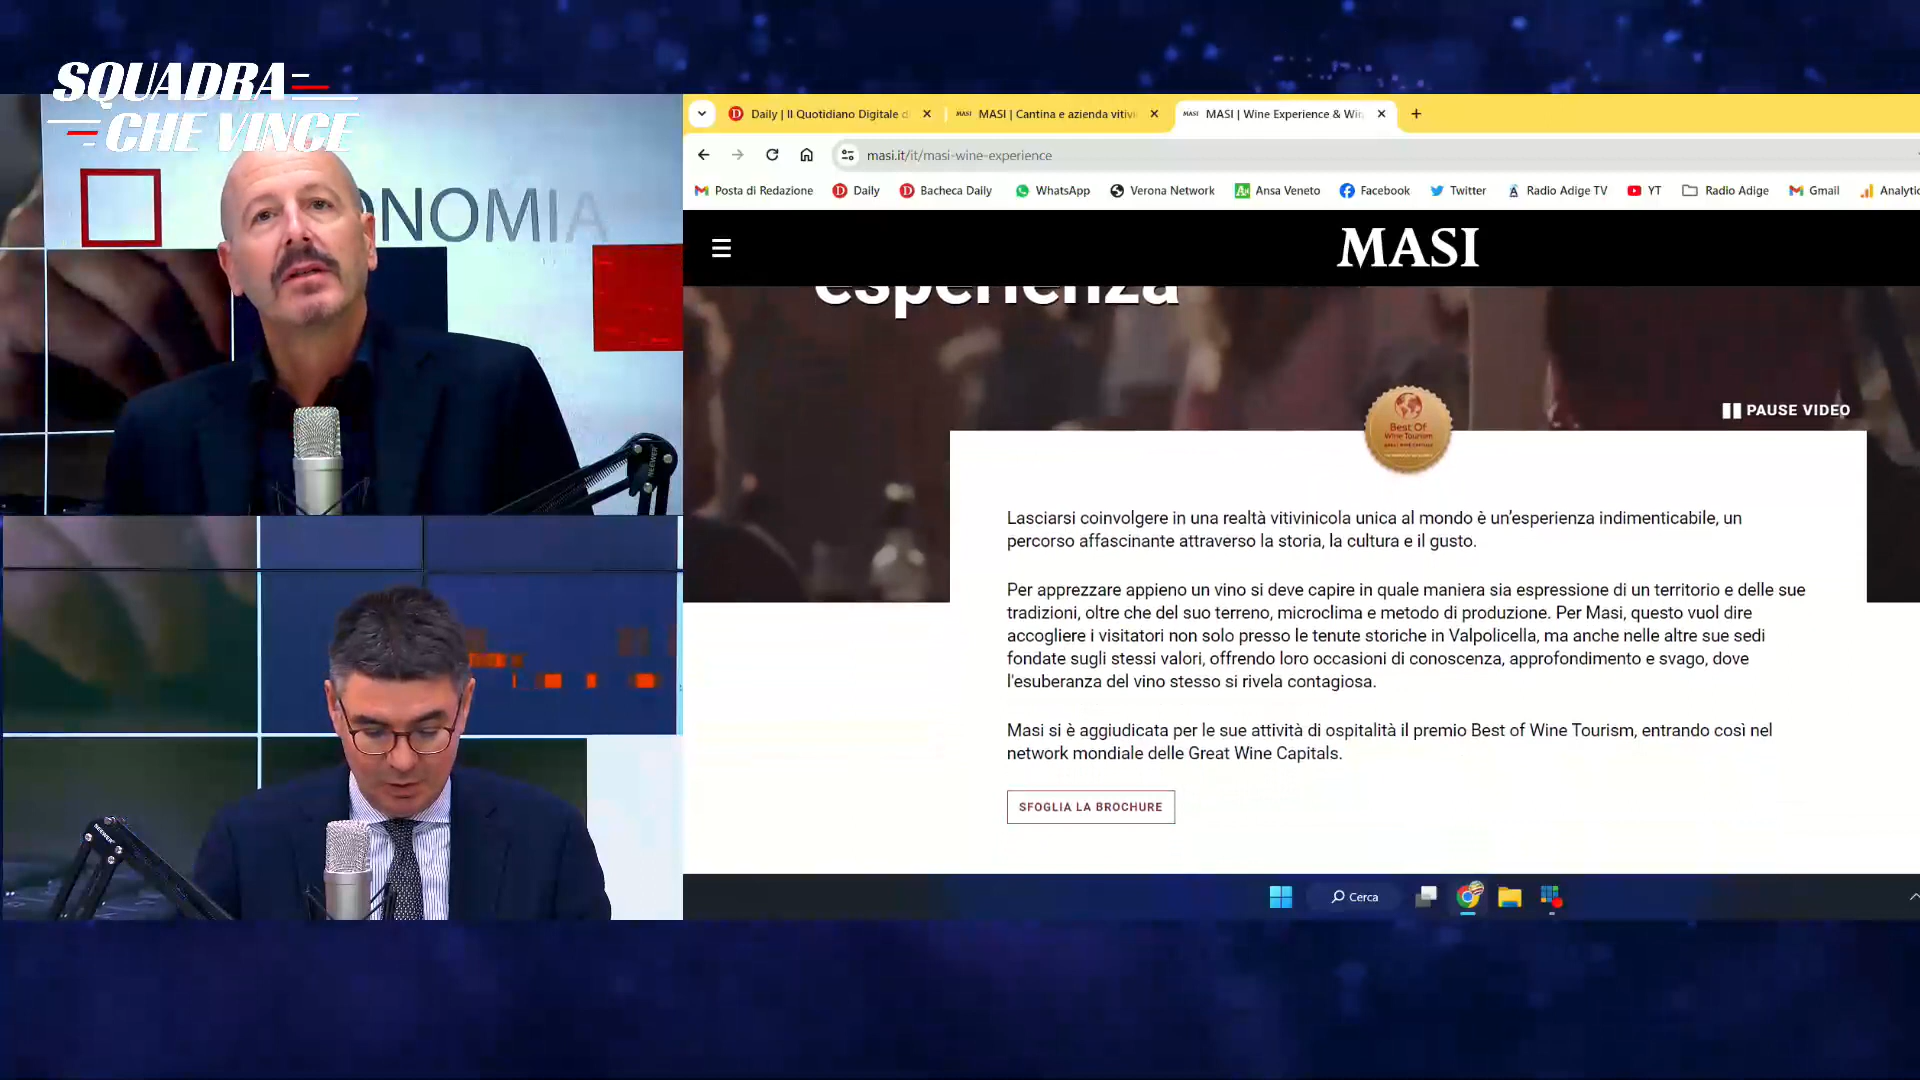 SQUADRA
CHE VINCE
ONOMIA
NEEWER
NEEWER
Daily | Il Quotidiano Digitale d
MASI MASI | Cantina e azienda vitivi
MASI MASI | Wine Experience & Win
masi.it/it/masi-wine-experience
Posta di Redazione Daily Bacheca Daily WhatsApp Verona Network Ansa Veneto Facebook Twitter Radio Adige TV YT Radio Adige Gmail Analytic
MASI
esperienza
PAUSE VIDEO
Best Of
Wine Tourism
Lasciarsi coinvolgere in una realtà vitivinicola unica al mondo è un'esperienza indimenticabile, un
percorso affascinante attraverso la storia, la cultura e il gusto.
Per apprezzare appieno un vino si deve capire in quale maniera sia espressione di un territorio e delle sue
tradizioni, oltre che del suo terreno, microclima e metodo di produzione. Per Masi, questo vuol dire
accogliere i visitatori non solo presso le tenute storiche in Valpolicella, ma anche nelle altre sue sedi
fondate sugli stessi valori, offrendo loro occasioni di conoscenza, approfondimento e svago, dove
l'esuberanza del vino stesso si rivela contagiosa.
Masi si è aggiudicata per le sue attività di ospitalità il premio Best of Wine Tourism, entrando così nel
network mondiale delle Great Wine Capitals.
SFOGLIA LA BROCHURE
Cerca